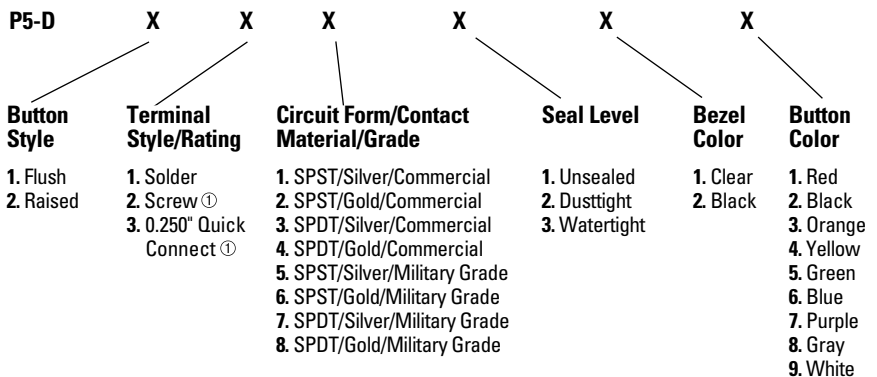 P5-D X X X X X X
Button
Style
1. Flush
2. Raised
Terminal
Style/Rating
1. Solder
2. Screw ①
3. 0.250" Quick
Connect ①
Circuit Form/Contact
Material/Grade
1. SPST/Silver/Commercial
2. SPST/Gold/Commercial
3. SPDT/Silver/Commercial
4. SPDT/Gold/Commercial
5. SPST/Silver/Military Grade
6. SPST/Gold/Military Grade
7. SPDT/Silver/Military Grade
8. SPDT/Gold/Military Grade
Seal Level
1. Unsealed
2. Dusttight
3. Watertight
Bezel
Color
1. Clear
2. Black
Button
Color
1. Red
2. Black
3. Orange
4. Yellow
5. Green
6. Blue
7. Purple
8. Gray
9. White